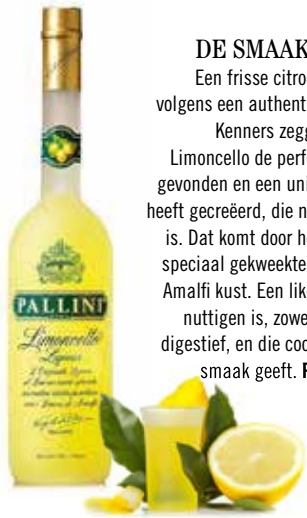 DE SMAAK
Een frisse citro
volgens een authent
Kenners zegg
Limoncello de perf
gevonden en een uni
heeft gecreëerd, die n
is. Dat komt door h
speciaal gekweekte
Amalfi kust. Een lik
nuttigen is, zowe
digestief, en die coc
smaak geeft.
PALLINI
Limoncello
Liqueur